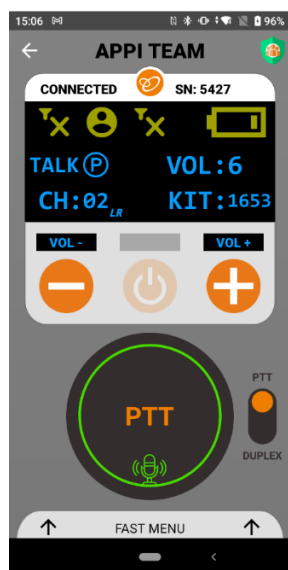 15:06 96%
APPI TEAM
CONNECTED SN: 5427
TALK P VOL:6
CH:02 LR KIT:1653
VOL - VOL +
PTT
PTT
DUPLEX
FAST MENU